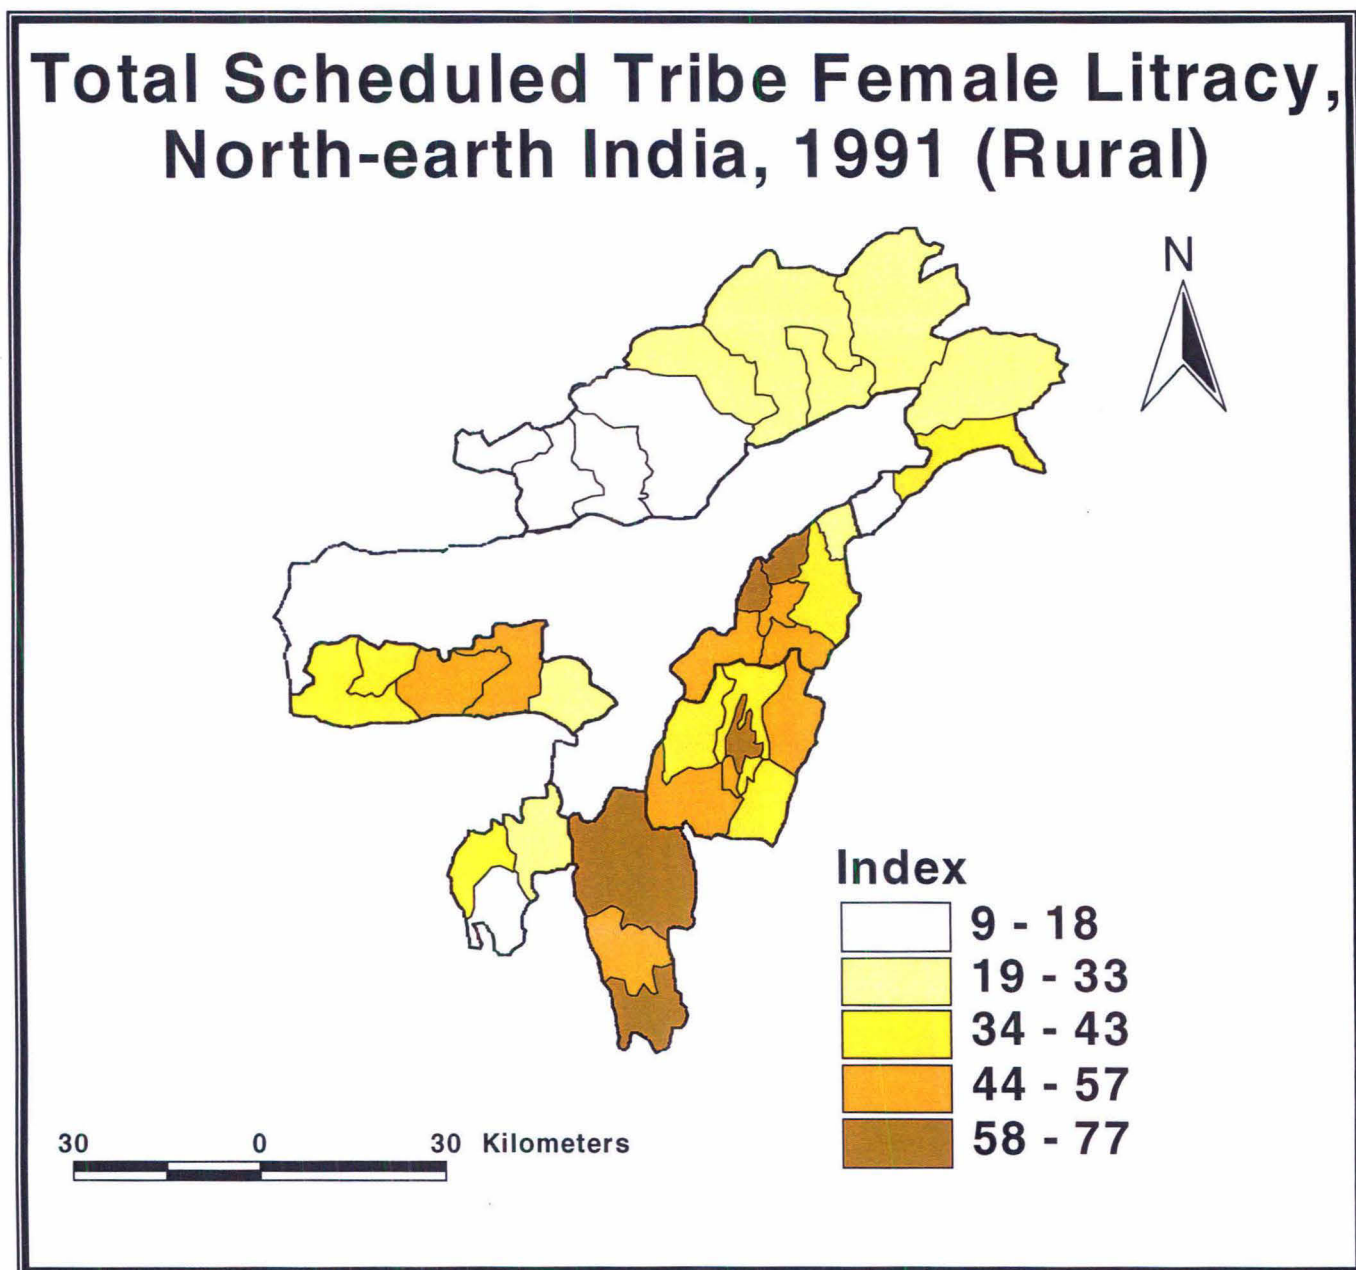 Total Scheduled Tribe Female Litracy,
North-earth India, 1991 (Rural)
N
Index
9 - 18
19 - 33
34 - 43
44 - 57
58 - 77
30 0 30 Kilometers